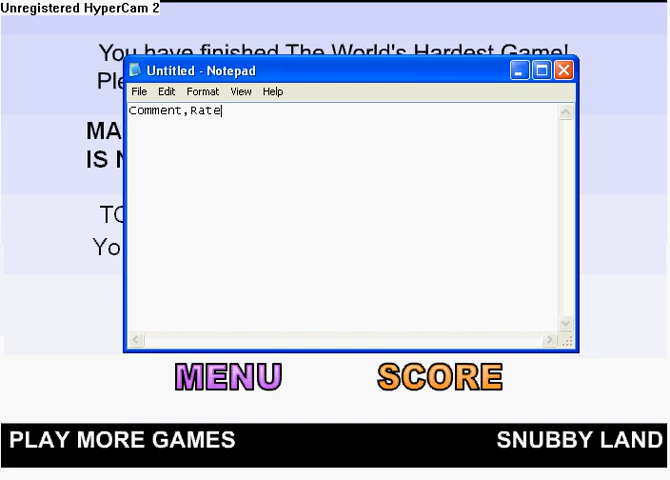 Unregistered HyperCam 2
You have finished The World's Hardest Game!
Untitled - Notepad
File Edit Format View Help
Comment,Rate
MENU SCORE
PLAY MORE GAMES SNUBBY LAND